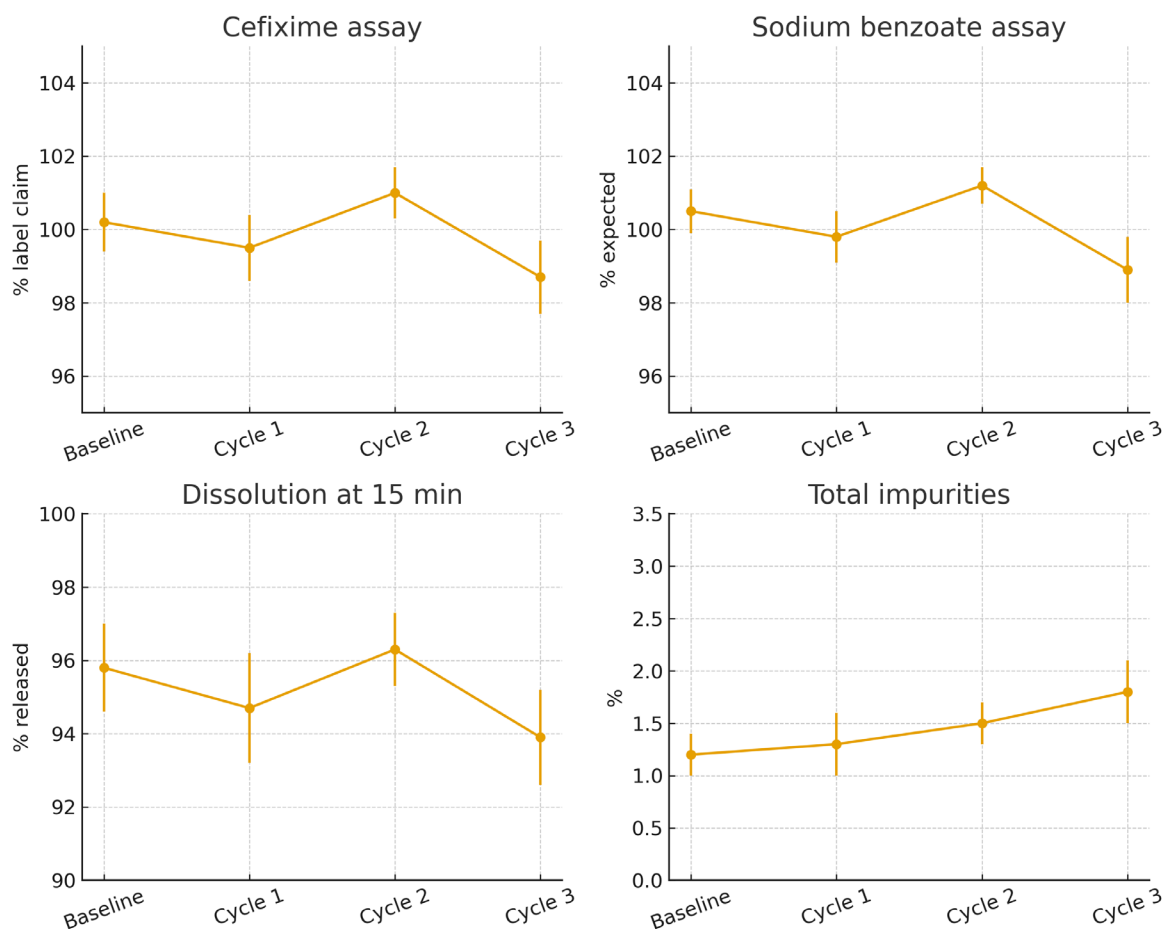 Cefixime assay
% label claim
104
102
100
98
96
Baseline
Cycle 1
Cycle 2
Cycle 3
Sodium benzoate assay
% expected
104
102
100
98
96
Baseline
Cycle 1
Cycle 2
Cycle 3
Dissolution at 15 min
% released
100
98
96
94
92
90
Baseline
Cycle 1
Cycle 2
Cycle 3
Total impurities
%
3.5
3.0
2.5
2.0
1.5
1.0
0.5
0.0
Baseline
Cycle 1
Cycle 2
Cycle 3